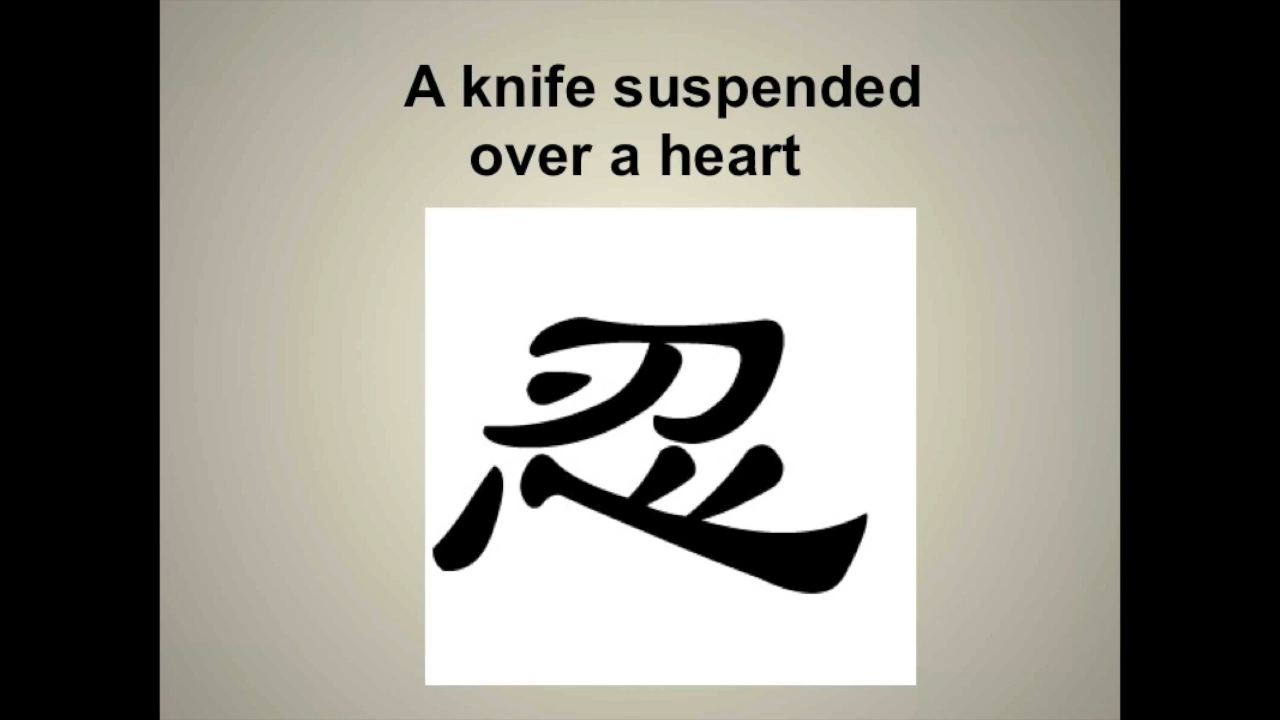 A knife suspended
over a heart
忍